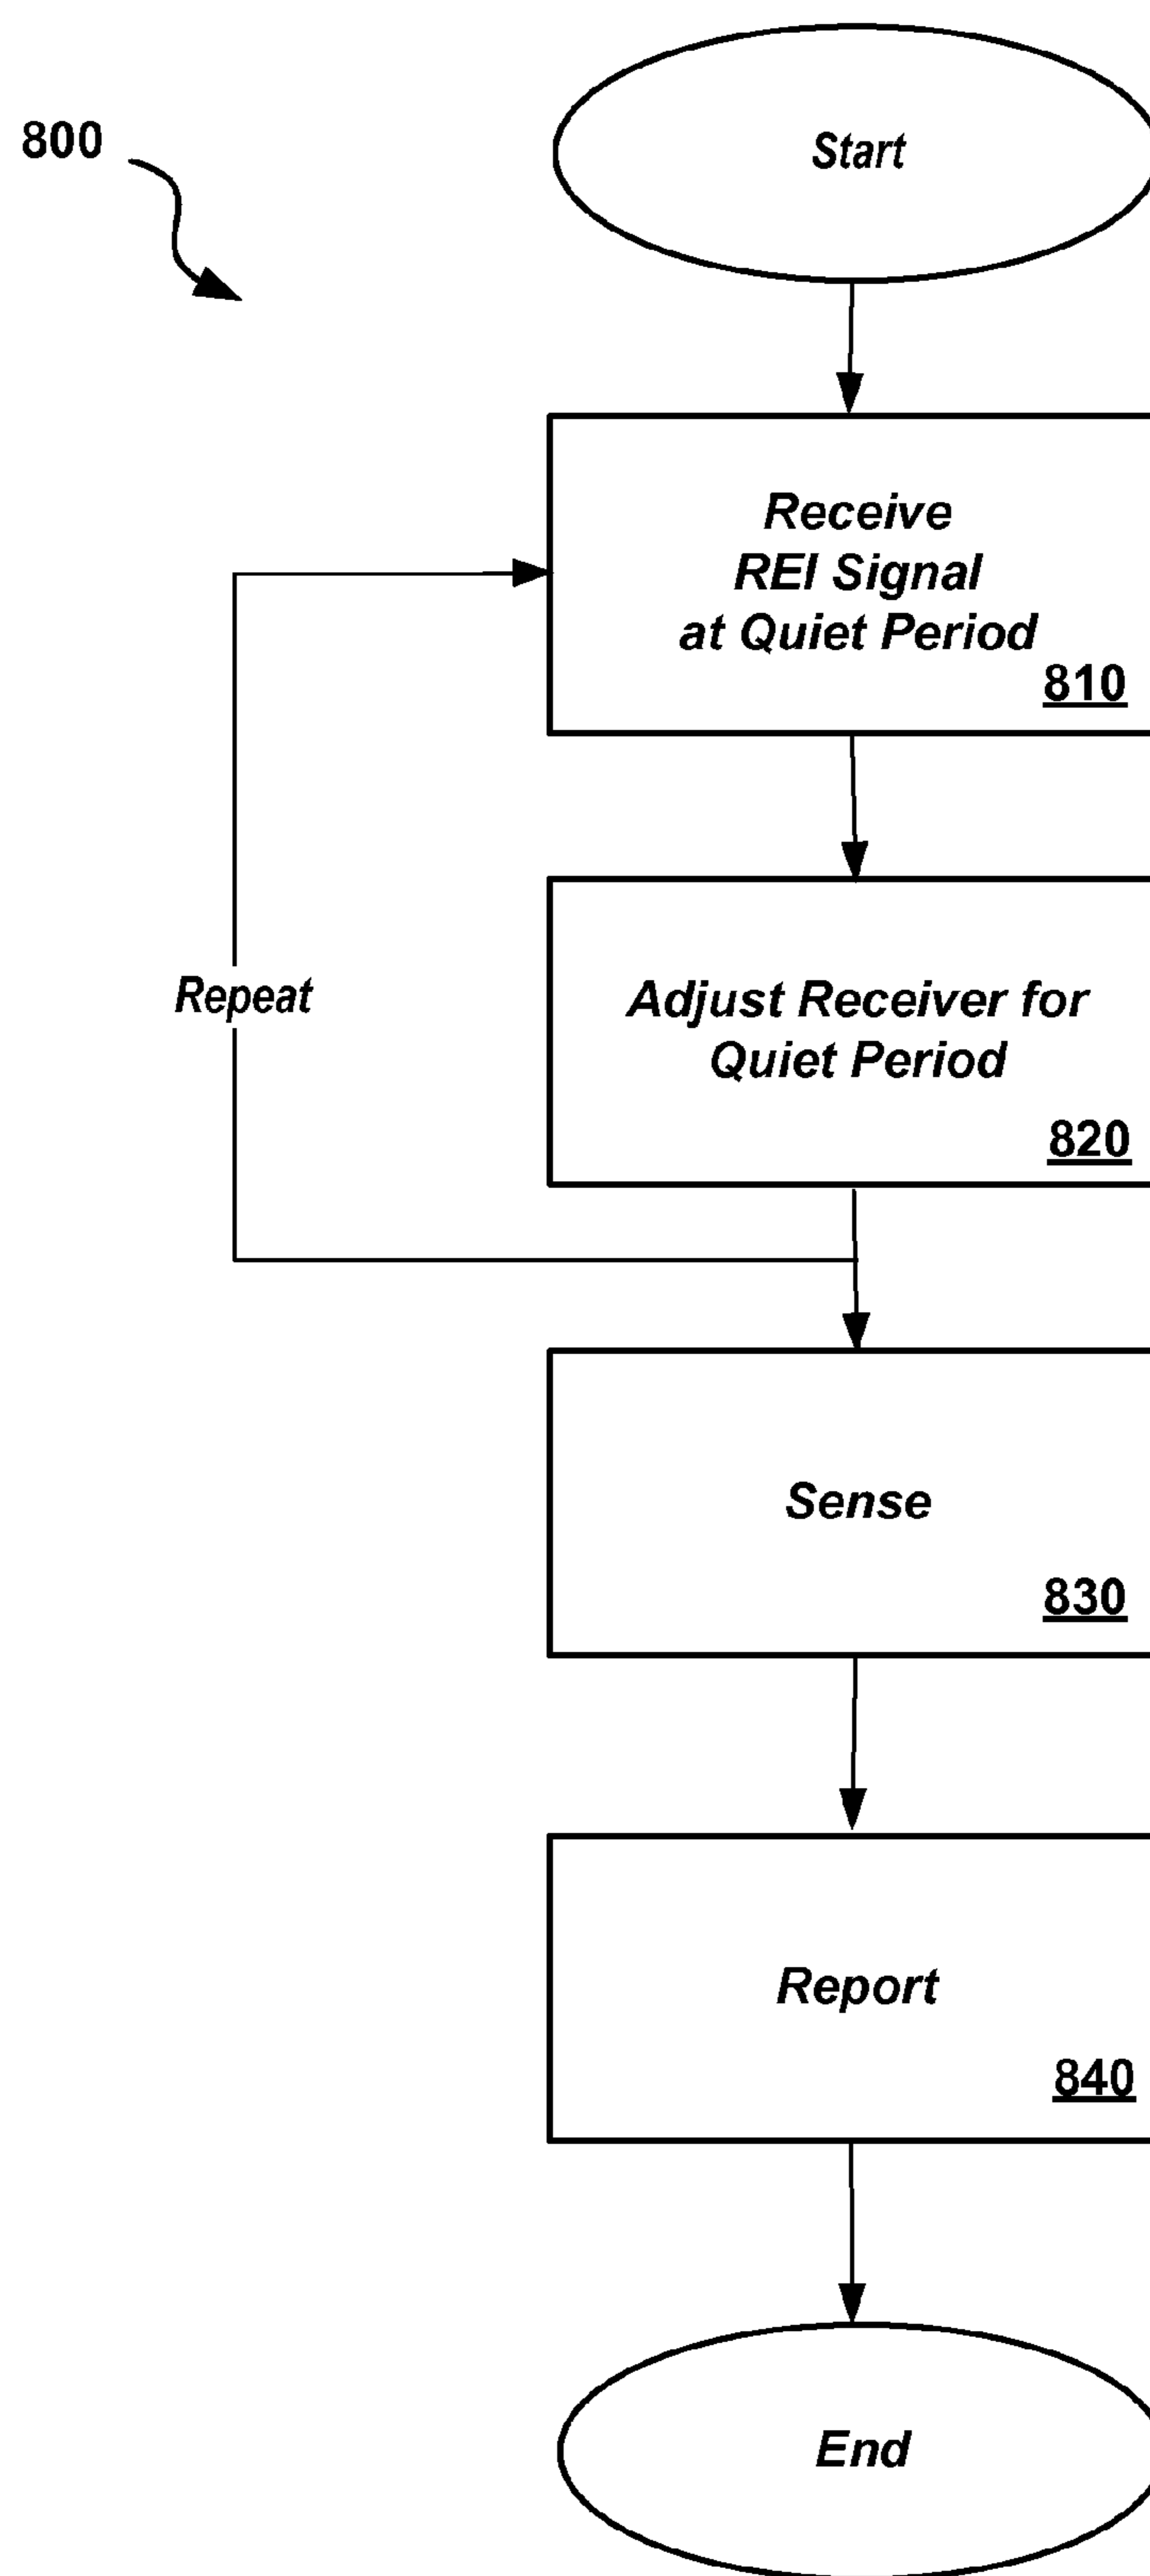 800
Start
Receive
REI Signal
at Quiet Period
810
Adjust Receiver for
Quiet Period
820
Repeat
Sense
830
Report
840
End